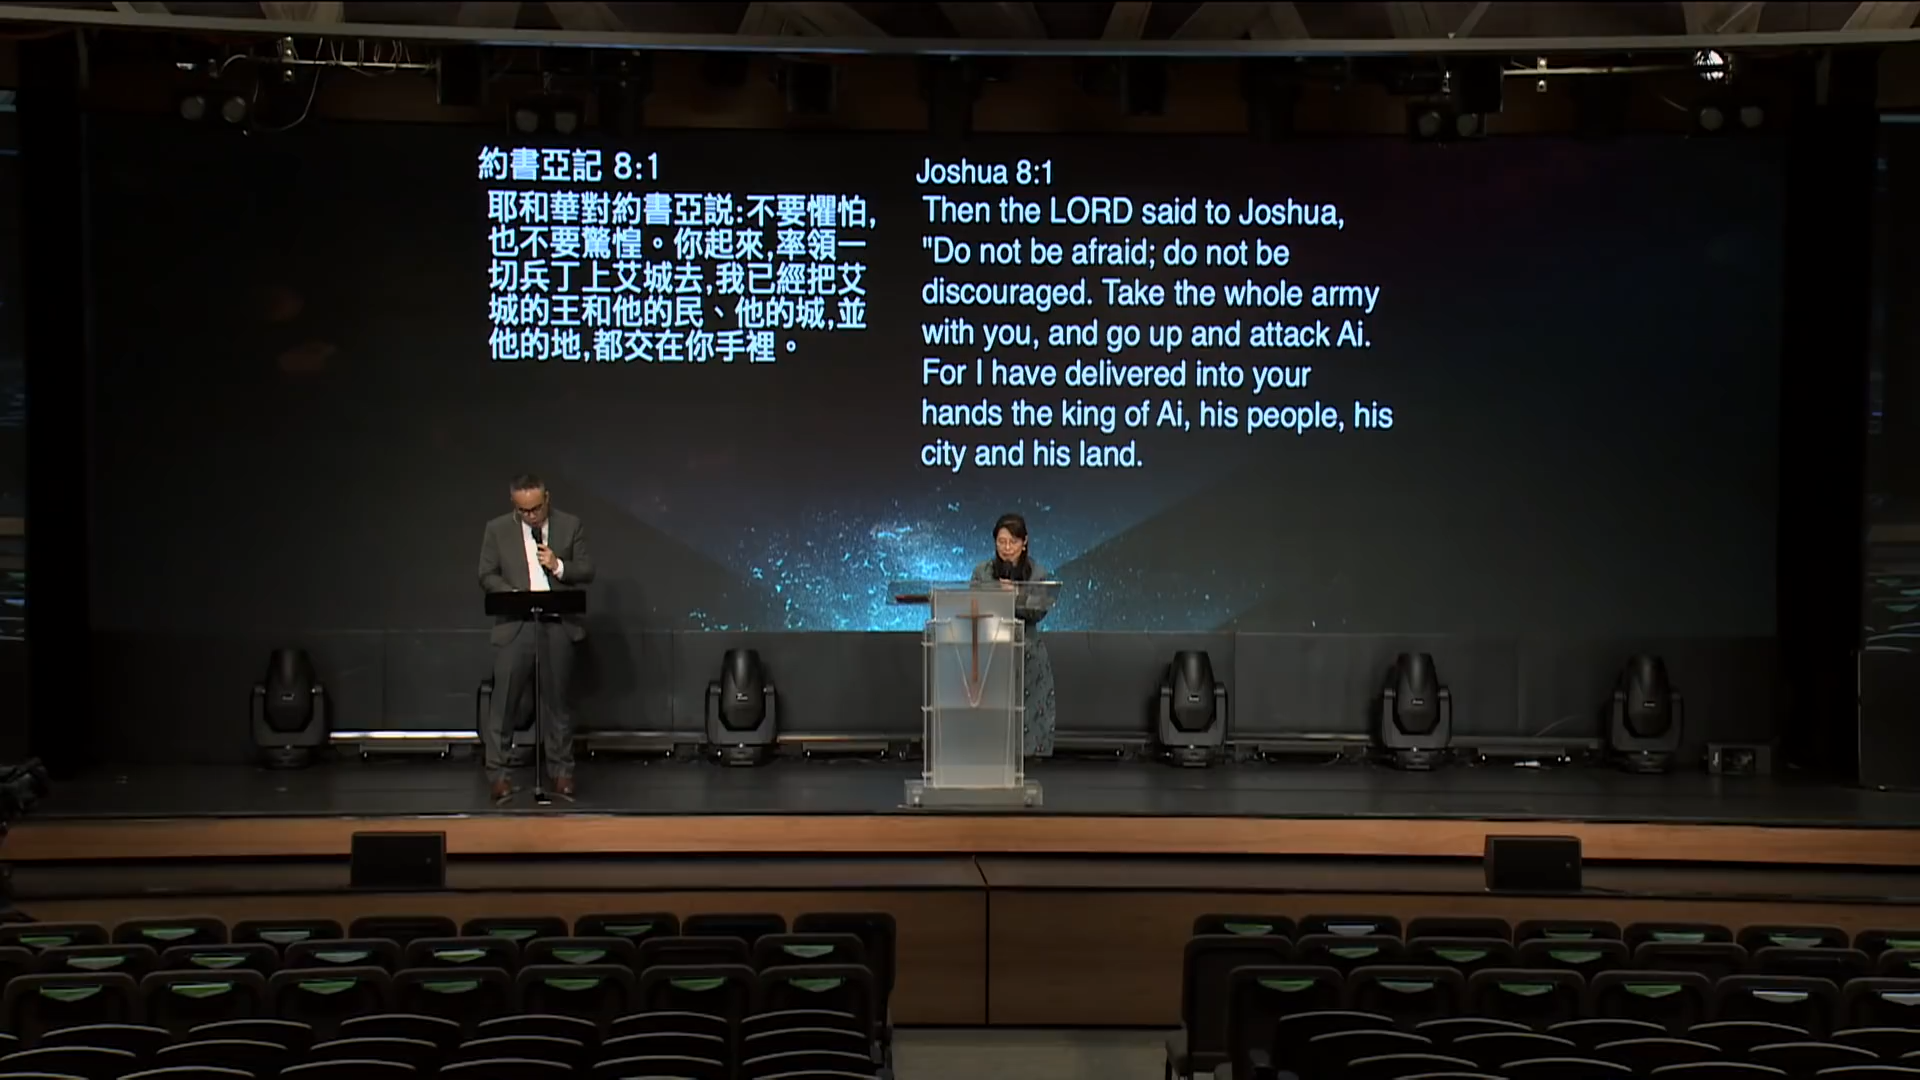 約書亞記 8:1
耶和華對約書亞説:不要懼怕,
也不要驚惶。你起來,率領一
切兵丁上艾城去,我已經把艾
城的王和他的民、他的城,並
他的地,都交在你手裡。
Joshua 8:1
Then the LORD said to Joshua,
"Do not be afraid; do not be
discouraged. Take the whole army
with you, and go up and attack Ai.
For I have delivered into your
hands the king of Ai, his people, his
city and his land.